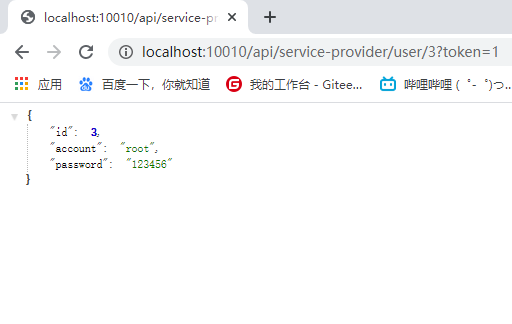 localhost:10010/api/service-pro
localhost:10010/api/service-provider/user/3?token=1
应用 百度一下，你就知道 我的工作台 - Gitee... 哔哩哔哩 ( ゜- ゜)つ...
{
"id": 3,
"account": "root",
"password": "123456"
}